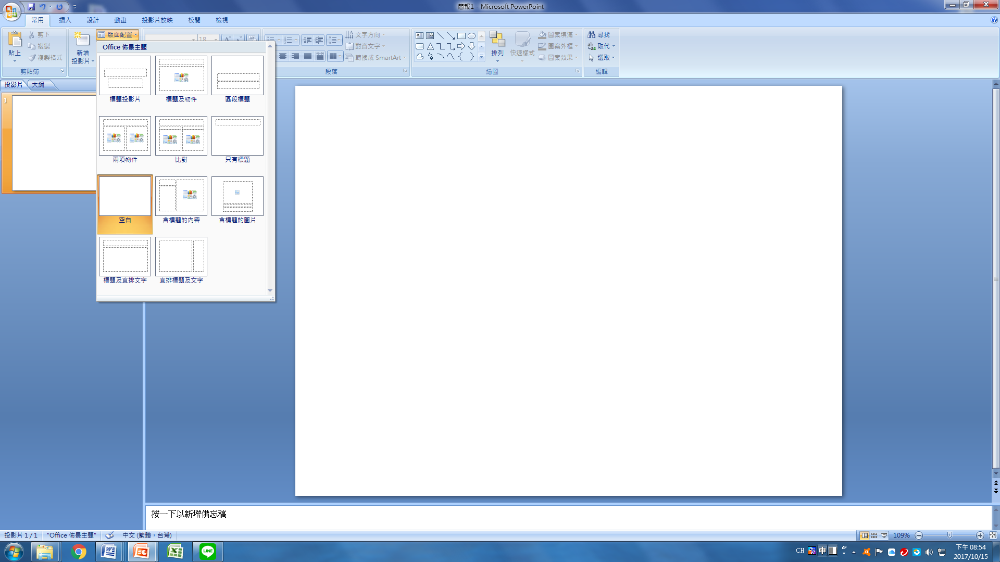 簡報1 - Microsoft PowerPoint
常用 插入 設計 動畫 投影片放映 校閱 檢視
貼上
剪下
複製
複製格式
剪貼簿
新增
投影片
版面配置
18
文字方向
對齊文字
轉換成 SmartArt
段落
排列
快速樣式
圖案填滿
圖案外框
圖案效果
繪圖
尋找
取代
選取
編輯
Office 佈景主題
標題投影片 標題及物件 區段標題
兩項物件 比對 只有標題
空白 含標題的內容 含標題的圖片
標題及直排文字 直排標題及文字
投影片 大綱
1
按一下以新增備忘稿
投影片 1 / 1 "Office 佈景主題" 中文 (繁體，台灣) 109%
LINE
CH 中
下午 08:54
2017/10/15